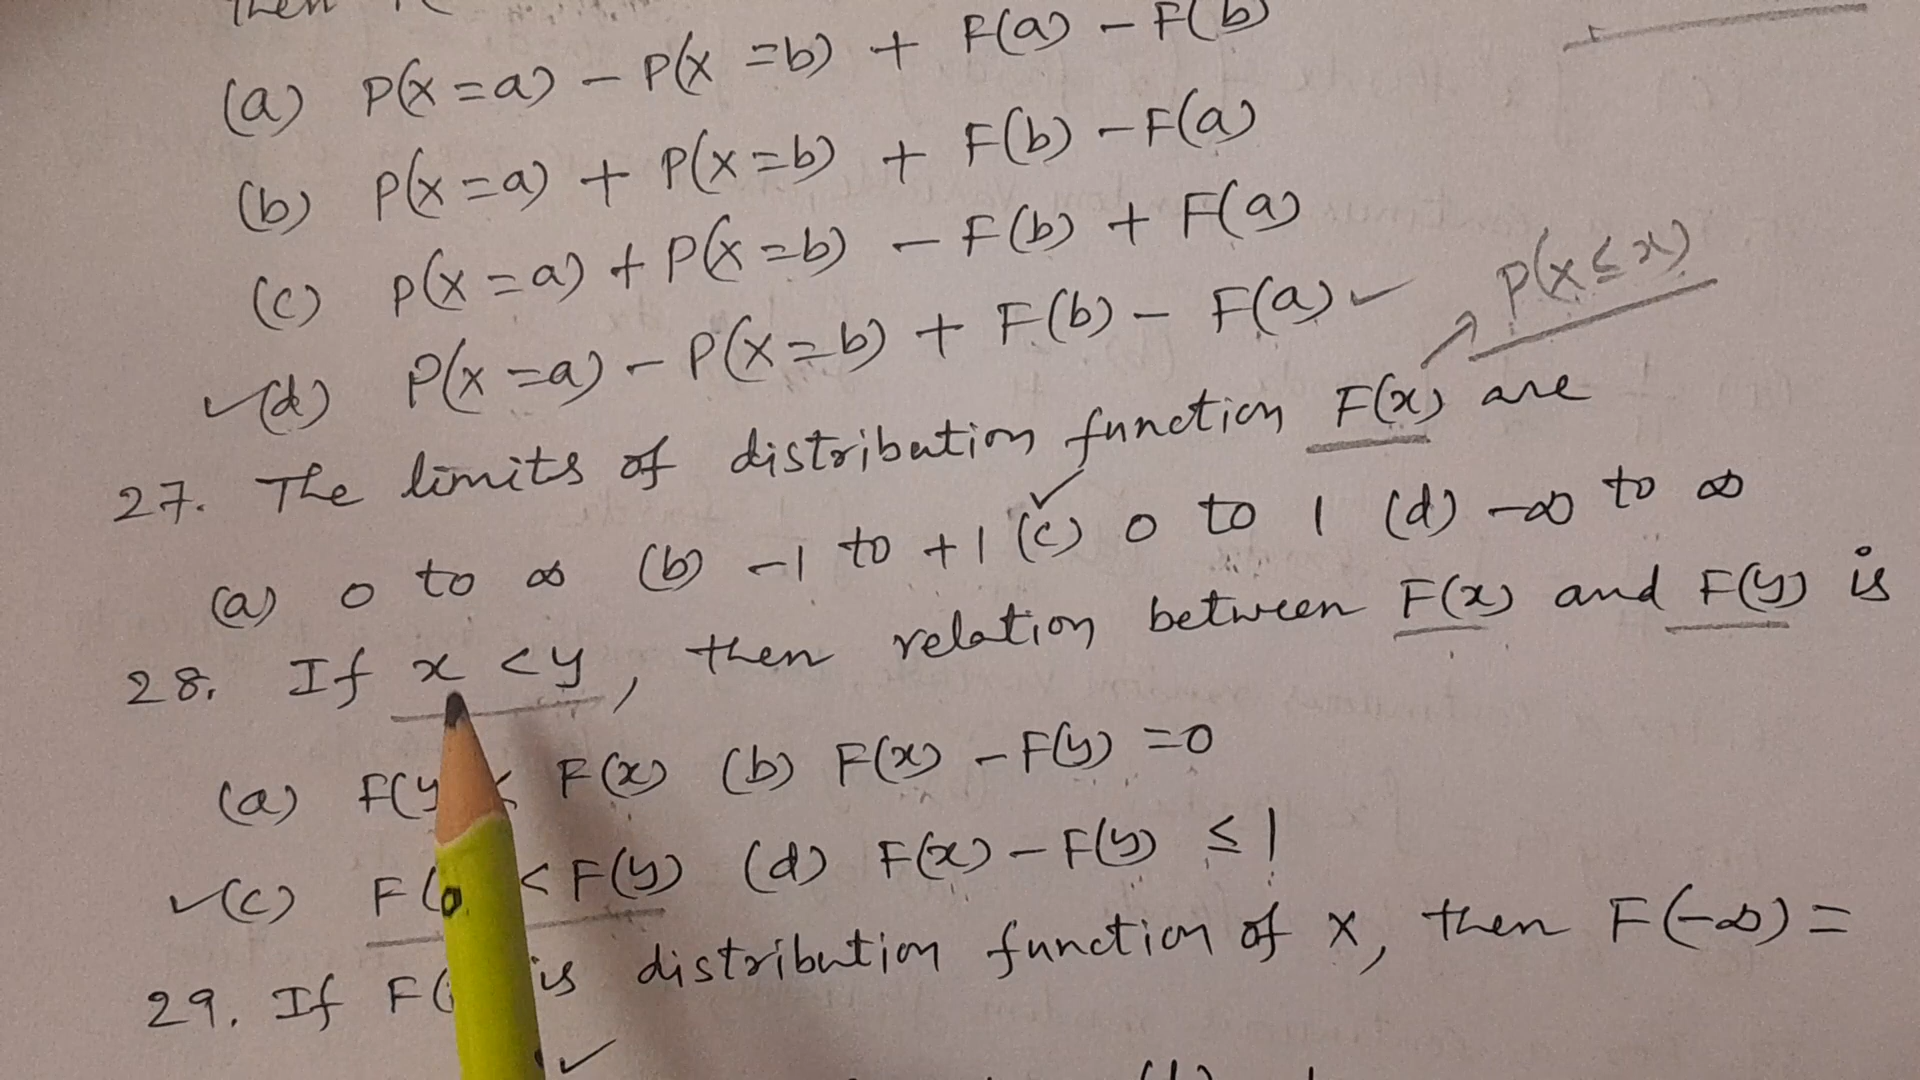 Then
(a) P(X=a) - P(X=b) + F(a) - F(b)
(b) P(X=a) + P(X=b) + F(b) - F(a)
(c) P(X=a) + P(X=b) - F(b) + F(a)
(d) P(X=a) - P(X=b) + F(b) - F(a)
P(X≤x)
27. The limits of distribution function F(x) are
(a) 0 to ∞ (b) -1 to +1 (c) 0 to 1 (d) -∞ to ∞
28. If x < y, then relation between F(x) and F(y) is
(a) F(y < F(x) (b) F(x) - F(y) = 0
(c) F( < F(y) (d) F(x) - F(y) ≤ 1
29. If F( is distribution function of X, then F(-∞) =